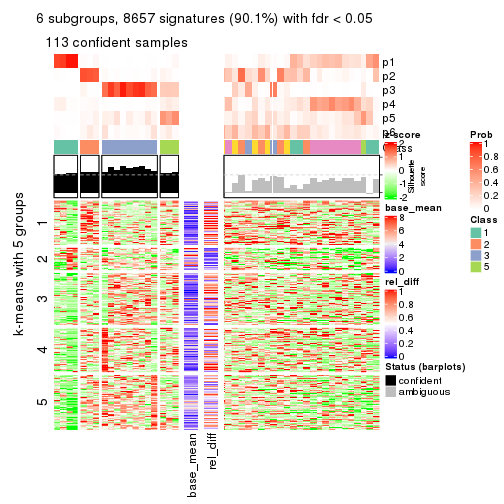 6 subgroups, 8657 signatures (90.1%) with fdr < 0.05
113 confident samples
p1
p2
p3
p4
p5
p6
Class
z-score
2
1
0
-1
-2
Silhouette
score
Prob
1
0.8
0.6
0.4
0.2
0
base_mean
8
6
4
2
0
Class
1
2
3
5
rel_diff
1
0.8
0.6
0.4
0.2
0
Status (barplots)
confident
ambiguous
k-means with 5 groups
1
2
3
4
5
base_mean
rel_diff